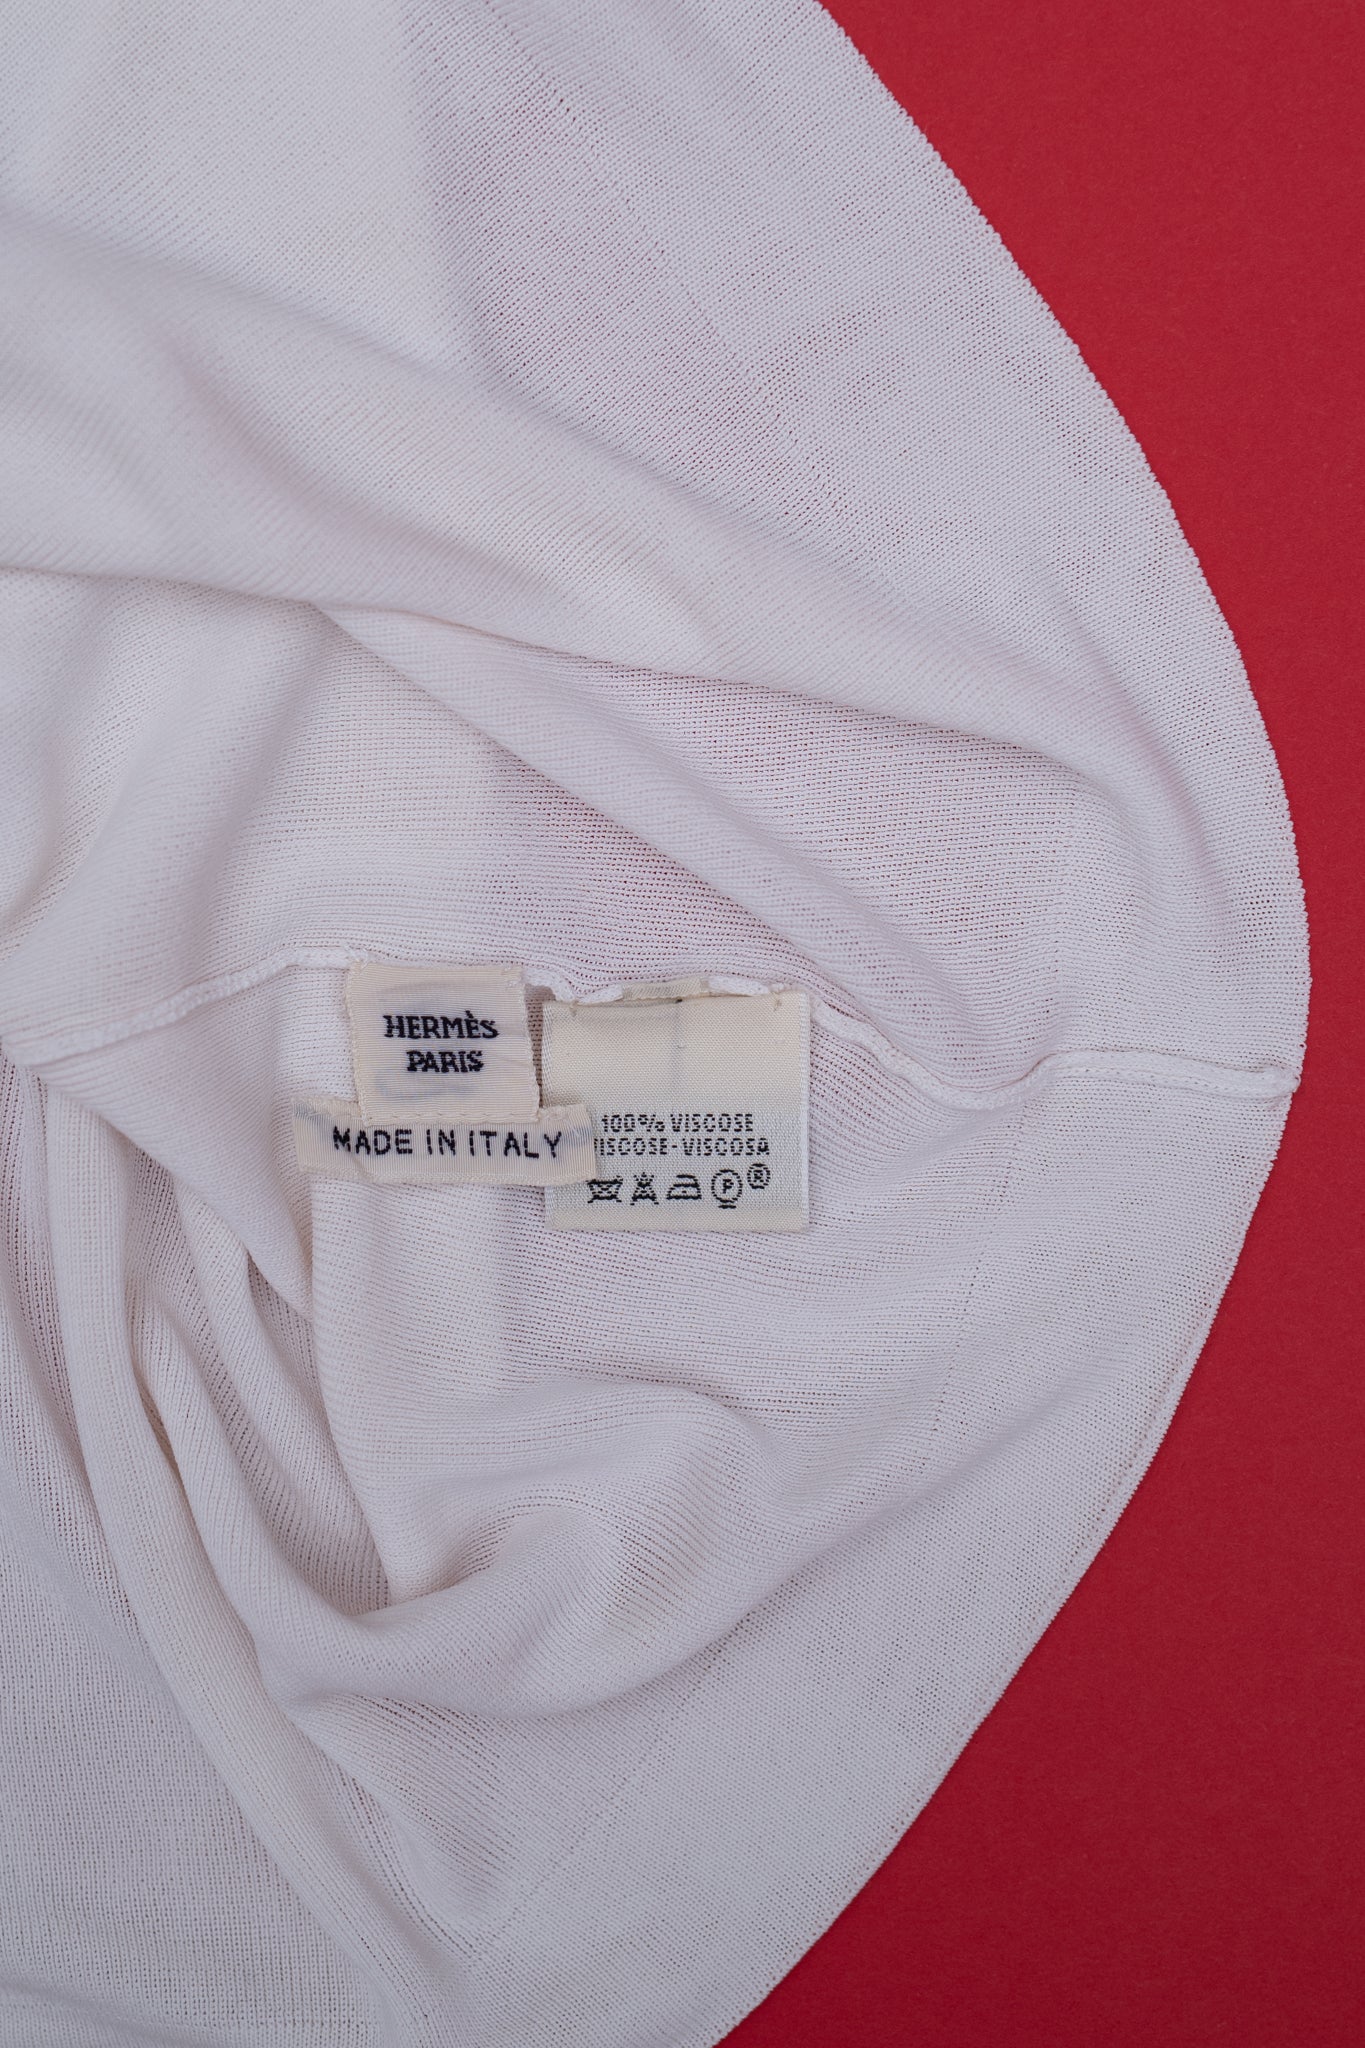 HERMÈS
PARIS
MADE IN ITALY
100% VISCOSE
VISCOSE-VISCOSA
P ®